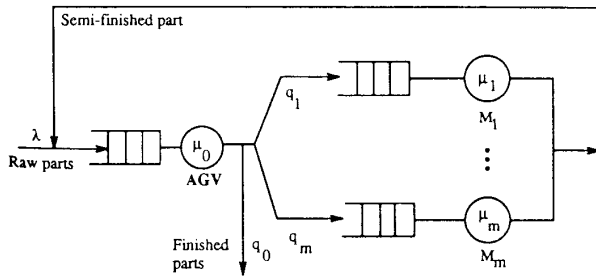 Semi-finished part
λ
Raw parts
μ0
AGV
q1
μ1
M1
Finished
parts
q0
qm
μm
Mm